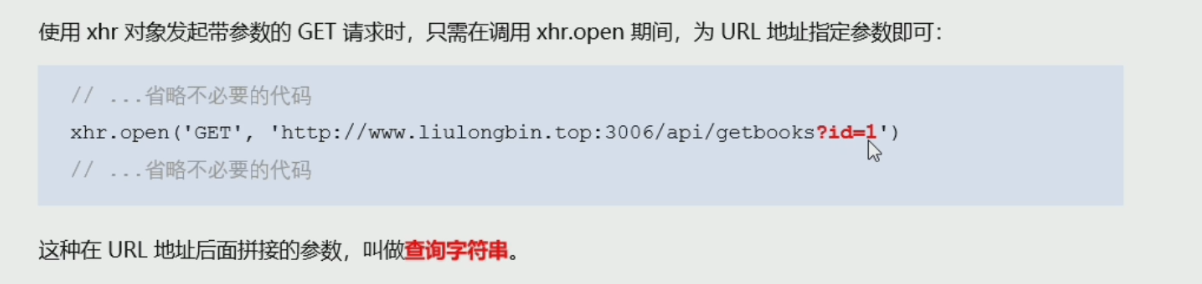 使用 xhr 对象发起带参数的 GET 请求时，只需在调用 xhr.open 期间，为 URL 地址指定参数即可：
// ...省略不必要的代码
xhr.open('GET', 'http://www.liulongbin.top:3006/api/getbooks?id=1')
// ...省略不必要的代码
这种在 URL 地址后面拼接的参数，叫做查询字符串。